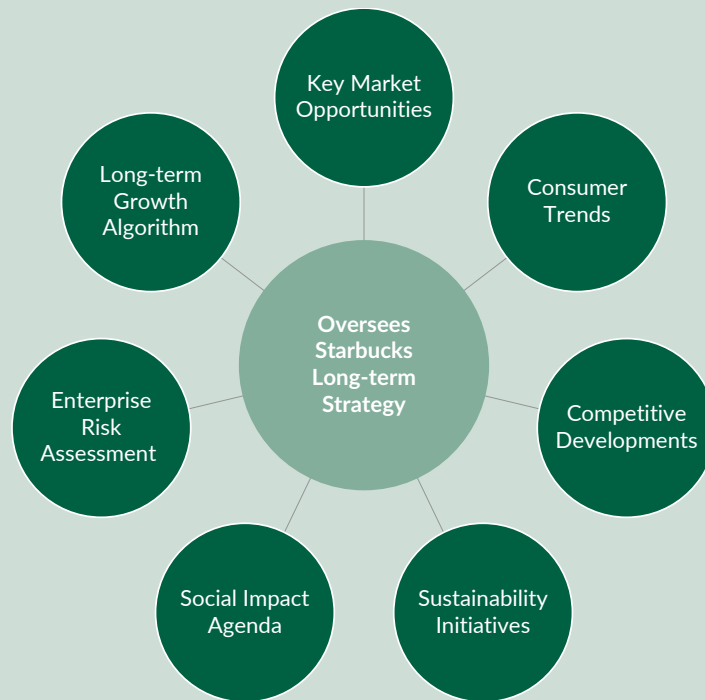 Key Market
Opportunities
Consumer
Trends
Competitive
Developments
Sustainability
Initiatives
Social Impact
Agenda
Enterprise
Risk
Assessment
Long-term
Growth
Algorithm
Oversees
Starbucks
Long-term
Strategy